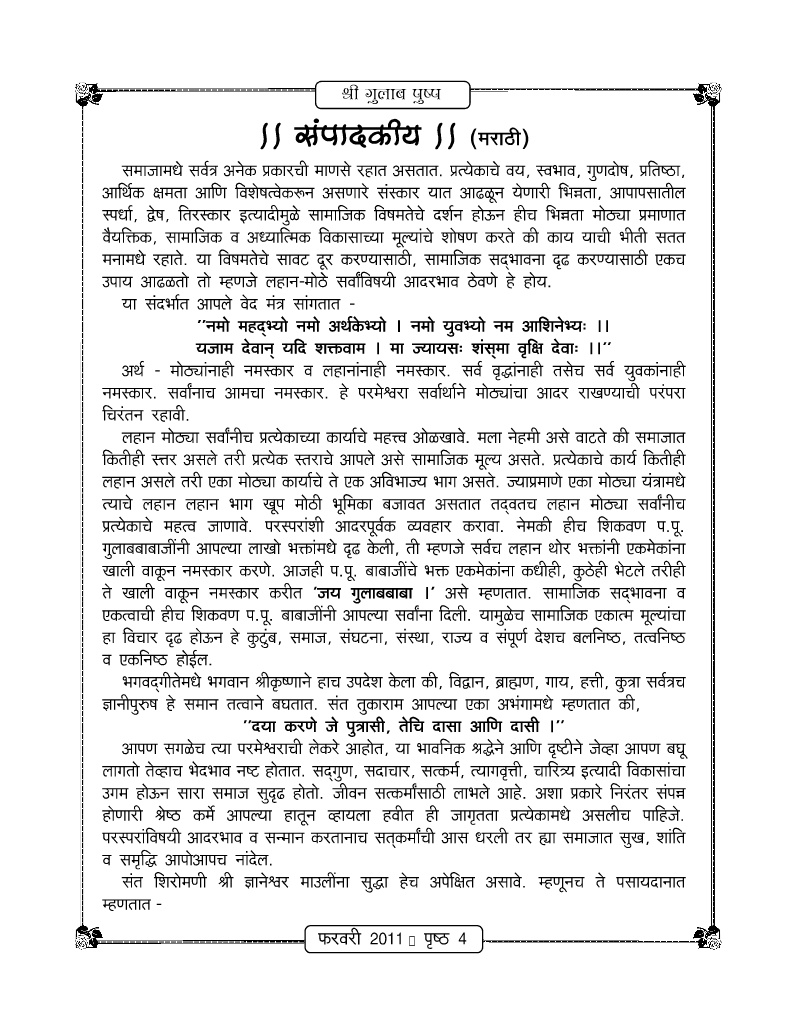 श्री गुलाब पुष्प
।। संपादकीय ।। (मराठी)
समाजामधे सर्वत्र अनेक प्रकारची माणसे रहात असतात. प्रत्येकाचे वय, स्वभाव, गुणदोष, प्रतिष्ठा,
आर्थिक क्षमता आणि विशेषत्वेकरून असणारे संस्कार यात आढळून येणारी भिन्नता, आपापसातील
स्पर्धा, द्वेष, तिरस्कार इत्यादीमुळे सामाजिक विषमतेचे दर्शन होऊन हीच भिन्नता मोठ्या प्रमाणात
वैयक्तिक, सामाजिक व अध्यात्मिक विकासाच्या मूल्यांचे शोषण करते की काय याची भीती सतत
मनामधे रहाते. या विषमतेचे सावट दूर करण्यासाठी, सामाजिक सद्‌भावना दृढ करण्यासाठी एकच
उपाय आढळतो तो म्हणजे लहान-मोठे सर्वांविषयी आदरभाव ठेवणे हे होय.
या संदर्भात आपले वेद मंत्र सांगतात -
''नमो महद्‌भ्यो नमो अर्थकेभ्यो । नमो युवभ्यो नम आशिनेभ्यः ।।
यजाम देवान् यदि शक्तवाम । मा ज्यायसः शंस्‌मा वृक्षि देवाः ।।''
अर्थ - मोठ्यांनाही नमस्कार व लहानांनाही नमस्कार. सर्व वृद्धांनाही तसेच सर्व युवकांनाही
नमस्कार. सर्वांनाच आमचा नमस्कार. हे परमेश्वरा सर्वार्थाने मोठ्यांचा आदर राखण्याची परंपरा
चिरंतन रहावी.
लहान मोठ्या सर्वांनीच प्रत्येकाच्या कार्याचे महत्त्व ओळखावे. मला नेहमी असे वाटते की समाजात
कितीही स्त्तर असले तरी प्रत्येक स्तराचे आपले असे सामाजिक मूल्य असते. प्रत्येकाचे कार्य कितीही
लहान असले तरी एका मोठ्या कार्याचे ते एक अविभाज्य भाग असते. ज्याप्रमाणे एका मोठ्या यंत्रामधे
त्याचे लहान लहान भाग खूप मोठी भूमिका बजावत असतात तद्‌वतच लहान मोठ्या सर्वांनीच
प्रत्येकाचे महत्व जाणावे. परस्परांशी आदरपूर्वक व्यवहार करावा. नेमकी हीच शिकवण प.पू.
गुलाबबाबाजींनी आपल्या लाखो भक्तांमधे दृढ केली, ती म्हणजे सर्वच लहान थोर भक्तांनी एकमेकांना
खाली वाकून नमस्कार करणे. आजही प.पू. बाबाजींचे भक्त एकमेकांना कधीही, कुठेही भेटले तरीही
ते खाली वाकून नमस्कार करीत 'जय गुलाबबाबा ।' असे म्हणतात. सामाजिक सद्‌भावना व
एकत्वाची हीच शिकवण प.पू. बाबाजींनी आपल्या सर्वांना दिली. यामुळेच सामाजिक एकात्म मूल्यांचा
हा विचार दृढ होऊन हे कुटुंब, समाज, संघटना, संस्था, राज्य व संपूर्ण देशच बलनिष्ठ, तत्वनिष्ठ
व एकनिष्ठ होईल.
भगवद्‌गीतेमधे भगवान श्रीकृष्णाने हाच उपदेश केला की, विद्वान, ब्राह्मण, गाय, हत्ती, कुत्रा सर्वत्रच
ज्ञानीपुरुष हे समान तत्वाने बघतात. संत तुकाराम आपल्या एका अभंगामधे म्हणतात की,
''दया करणे जे पुत्रासी, तेचि दासा आणि दासी ।''
आपण सगळेच त्या परमेश्वराची लेकरे आहोत, या भावनिक श्रद्धेने आणि दृष्टीने जेव्हा आपण बघू
लागतो तेव्हाच भेदभाव नष्ट होतात. सद्‌गुण, सदाचार, सत्कर्म, त्यागवृत्ती, चारित्र्य इत्यादी विकासांचा
उगम होऊन सारा समाज सुदृढ होतो. जीवन सत्कर्मांसाठी लाभले आहे. अशा प्रकारे निरंतर संपन्न
होणारी श्रेष्ठ कर्मे आपल्या हातून व्हायला हवीत ही जागृतता प्रत्येकामधे असलीच पाहिजे.
परस्परांविषयी आदरभाव व सन्मान करतानाच सत्‌कर्मांची आस धरली तर ह्या समाजात सुख, शांति
व समृद्धि आपोआपच नांदेल.
संत शिरोमणी श्री ज्ञानेश्वर माउलींना सुद्धा हेच अपेक्षित असावे. म्हणूनच ते पसायदानात
म्हणतात -
फरवरी 2011 ▯ पृष्ठ 4